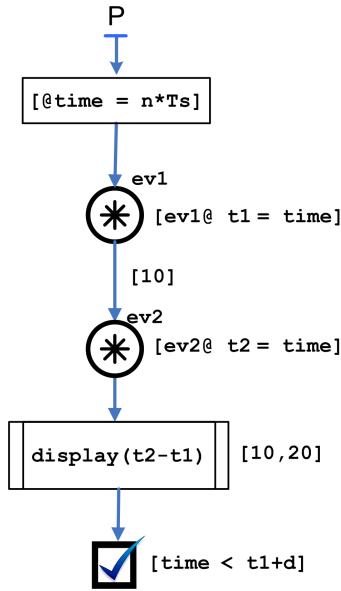 P
[@time = n*Ts]
ev1
[ev1@ t1 = time]
[10]
ev2
[ev2@ t2 = time]
display(t2-t1) [10,20]
[time < t1+d]